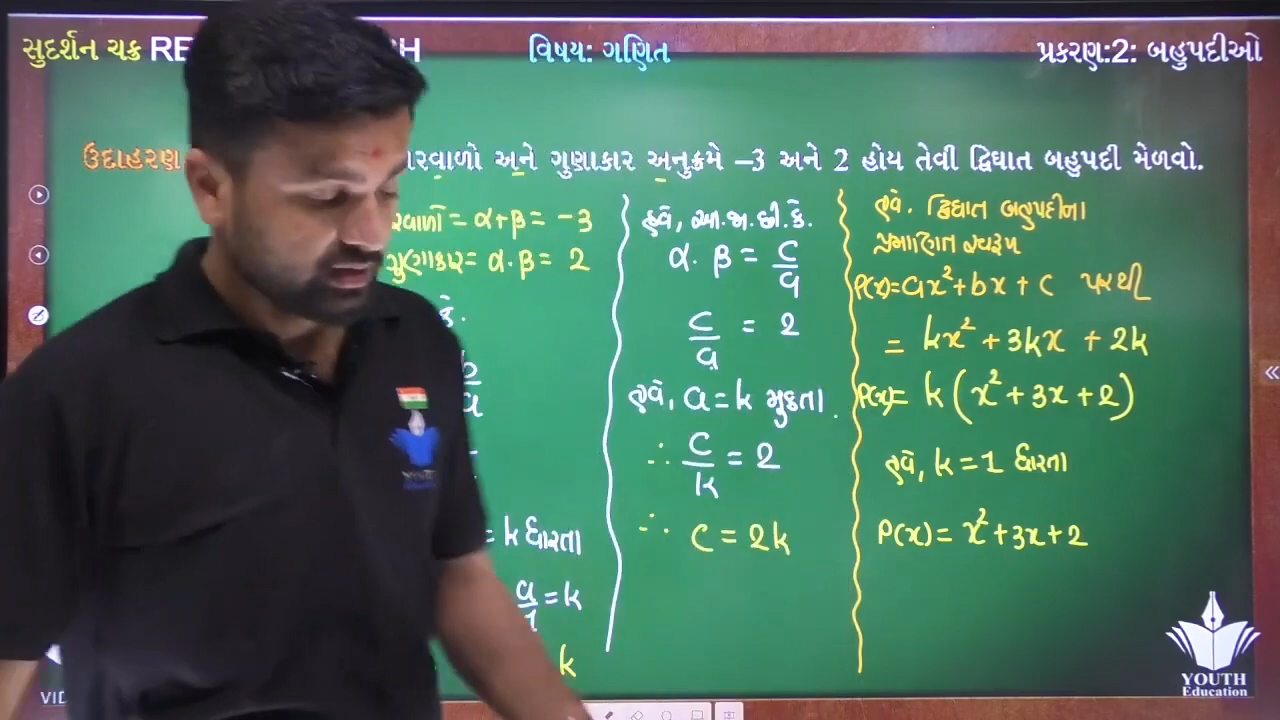 સુદર્શન ચક્ર RE
વિષય: ગણિત
પ્રકરણ:2: બહુપદીઓ
ઉદાહરણ
રવાળો અને ગુણાકાર અનુક્રમે –3 અને 2 હોય તેવી દ્વિઘાત બહુપદી મેળવો.
રવાળો = α+β = -3
ગુણાકાર = α·β = 2
કે.
= k ધારતા
a/1 = k
k
હવે, આ.જા.છી.કે.
α·β = c/a
c/a = 2
હવે, a = k મુકતા
∴ c/k = 2
∴ c = 2k
હવે, દ્વિઘાત બહુપદીના
પ્રમાણિત સ્વરૂપ
P(x)= ax²+bx+c પરથી
= kx² + 3kx + 2k
P(x)= k(x²+3x+2)
હવે, k=1 ધારતા
P(x) = x²+3x+2
YOUTH
Education